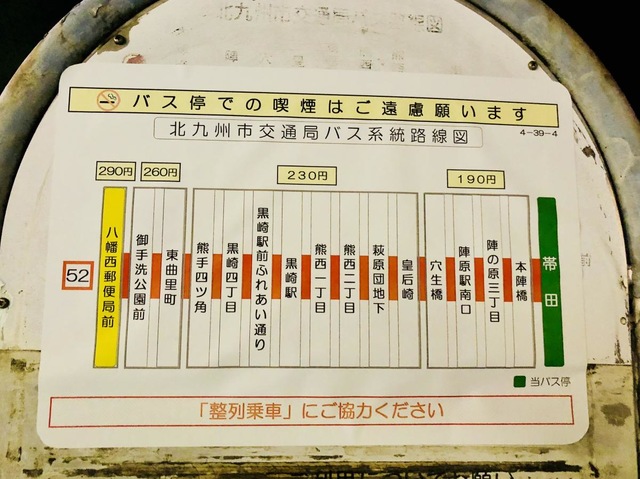 北九州市交通局
バス停での喫煙はご遠慮願います
北九州市交通局バス系統路線図
4-39-4
290円
260円
230円
190円
52
八幡西郵便局前
御手洗公園前
東曲里町
熊手四ツ角
黒崎四丁目
黒崎駅前ふれあい通り
黒崎駅
熊西一丁目
熊西二丁目
萩原団地下
皇后崎
穴生橋
陣原駅南口
陣の原三丁目
本陣橋
帯田
当バス停
「整列乗車」にご協力ください